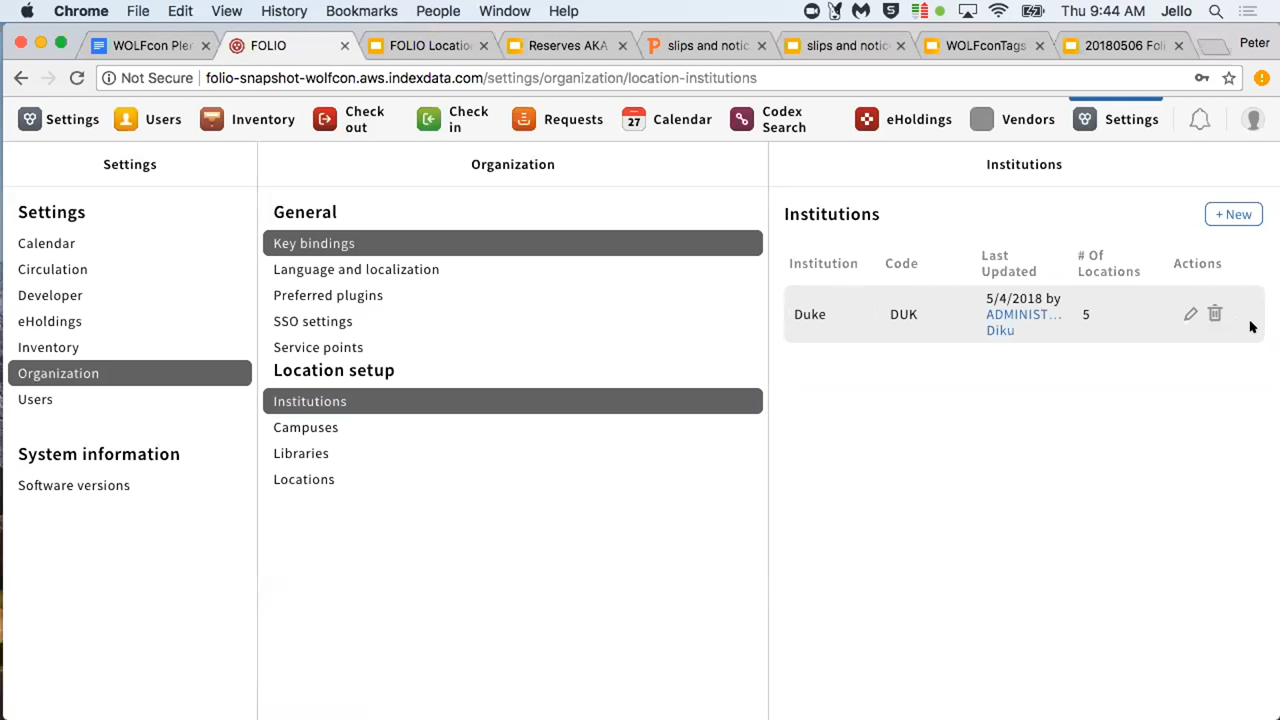 Chrome File Edit View History Bookmarks People Window Help Thu 9:44 AM Jello
WOLFcon Plen FOLIO FOLIO Locatio Reserves AKA slips and notic slips and notic WOLFconTags 20180506 Foli Peter
Not Secure folio-snapshot-wolfcon.aws.indexdata.com/settings/organization/location-institutions
Settings Users Inventory Check out Check in Requests 27 Calendar Codex Search eHoldings Vendors Settings
Settings Organization Institutions
Settings
Calendar
Circulation
Developer
eHoldings
Inventory
Organization
Users
System information
Software versions
General
Key bindings
Language and localization
Preferred plugins
SSO settings
Service points
Location setup
Institutions
Campuses
Libraries
Locations
Institutions + New
Institution Code Last Updated # Of Locations Actions
Duke DUK 5/4/2018 by ADMINIST... Diku 5